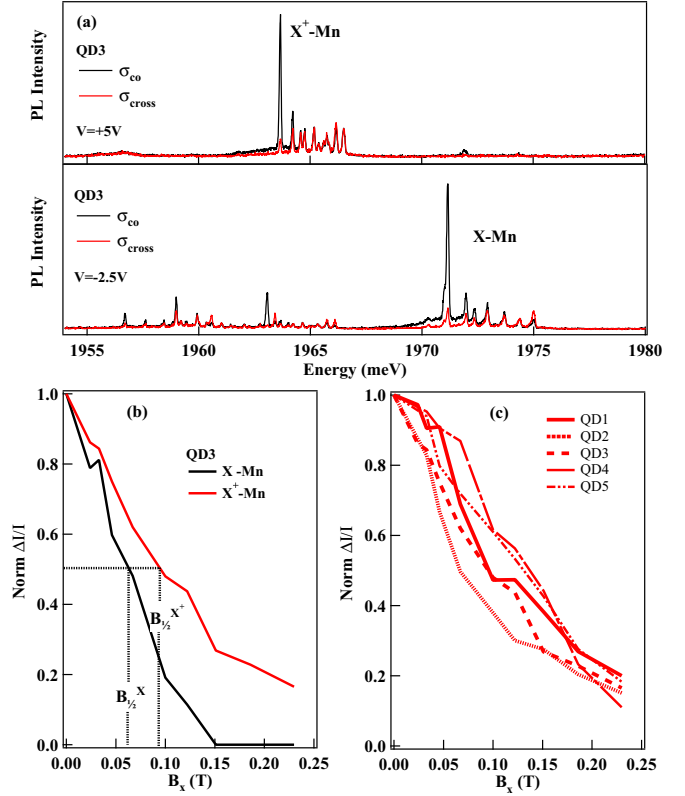 (a)
X⁺-Mn
QD3
σco
σcross
V=+5V
PL Intensity
QD3
σco
σcross
V=-2.5V
X-Mn
PL Intensity
1955 1960 1965 1970 1975 1980
Energy (meV)
(b)
QD3
X -Mn
X⁺-Mn
B½ X⁺
B½ X
1.0
0.8
0.6
0.4
0.2
0.0
Norm ΔI/I
0.00 0.05 0.10 0.15 0.20 0.25
Bx (T)
(c)
QD1
QD2
QD3
QD4
QD5
1.0
0.8
0.6
0.4
0.2
0.0
Norm ΔI/I
0.00 0.05 0.10 0.15 0.20 0.25
Bx (T)